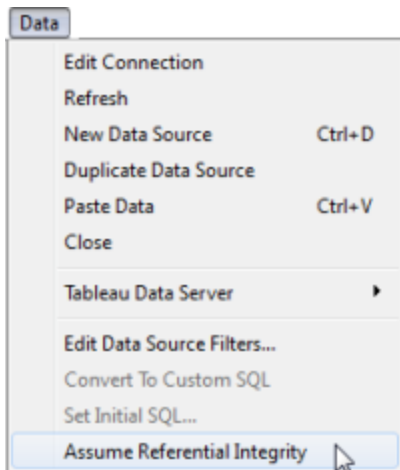 Data
Edit Connection
Refresh
New Data Source Ctrl+D
Duplicate Data Source
Paste Data Ctrl+V
Close
Tableau Data Server
Edit Data Source Filters...
Convert To Custom SQL
Set Initial SQL...
Assume Referential Integrity